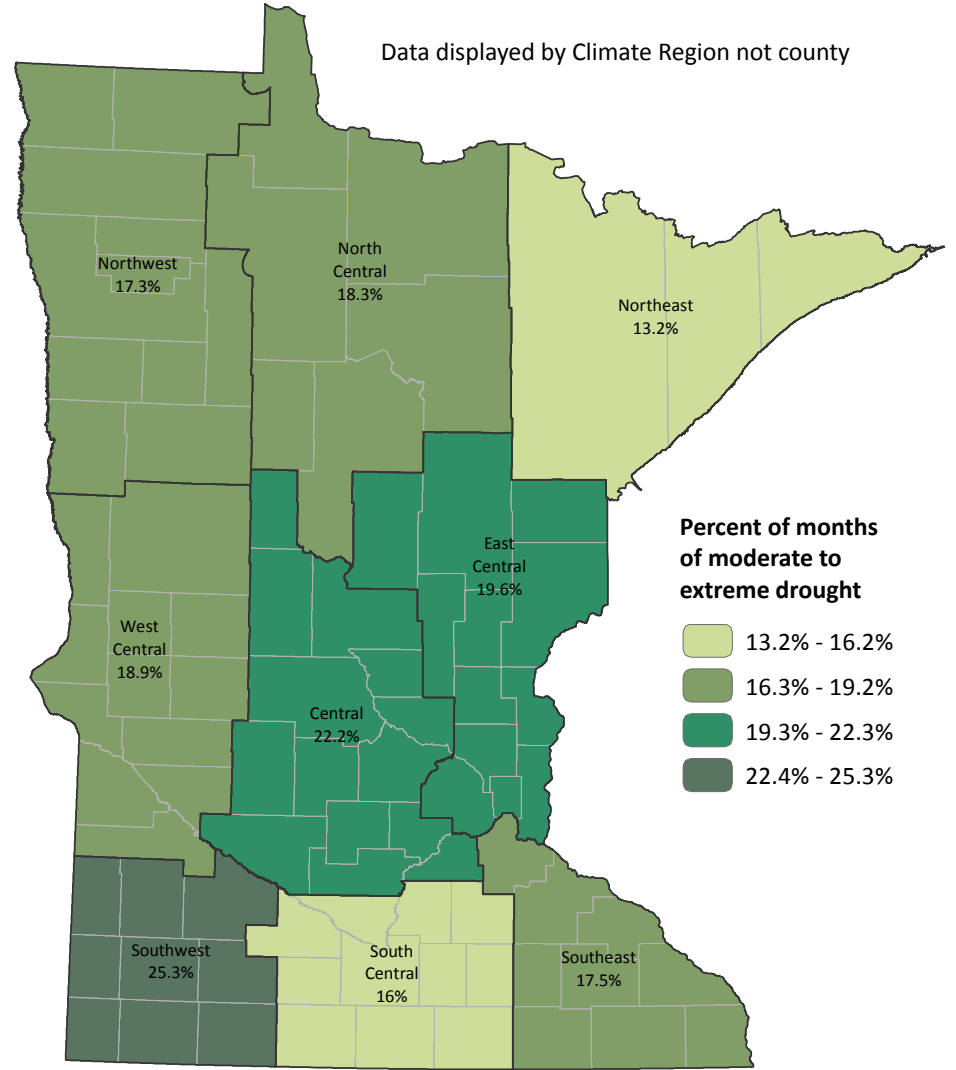 Data displayed by Climate Region not county
North
Central
18.3%
Northwest
17.3%
Northeast
13.2%
Percent of months
of moderate to
extreme drought
13.2% - 16.2%
16.3% - 19.2%
19.3% - 22.3%
22.4% - 25.3%
East
Central
19.6%
West
Central
18.9%
Central
22.2%
Southwest
25.3%
South
Central
16%
Southeast
17.5%